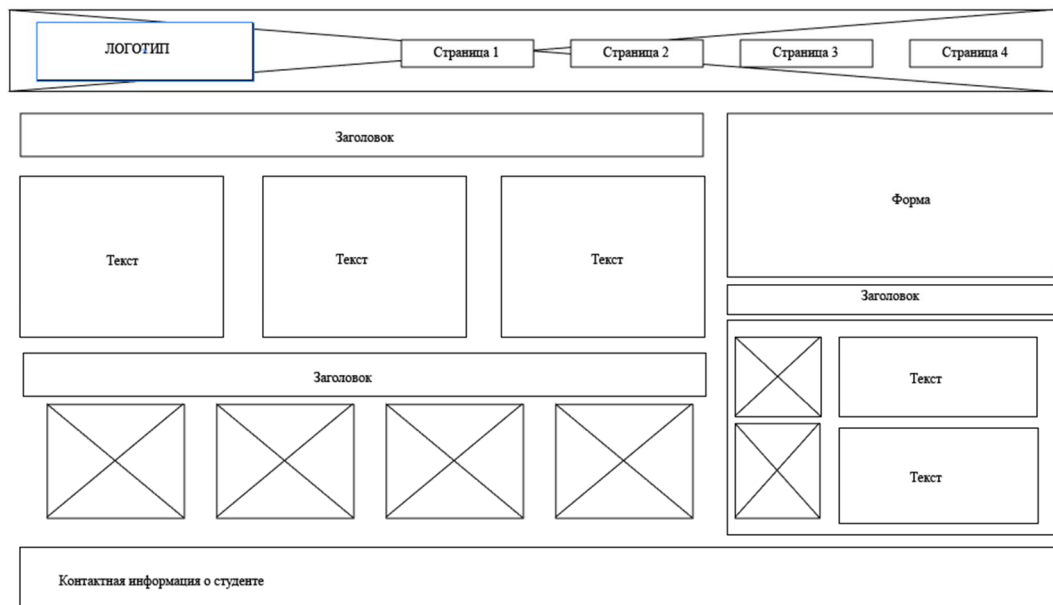 ЛОГОТИП
Страница 1
Страница 2
Страница 3
Страница 4
Заголовок
Форма
Текст
Текст
Текст
Заголовок
Заголовок
Текст
Текст
Контактная информация о студенте